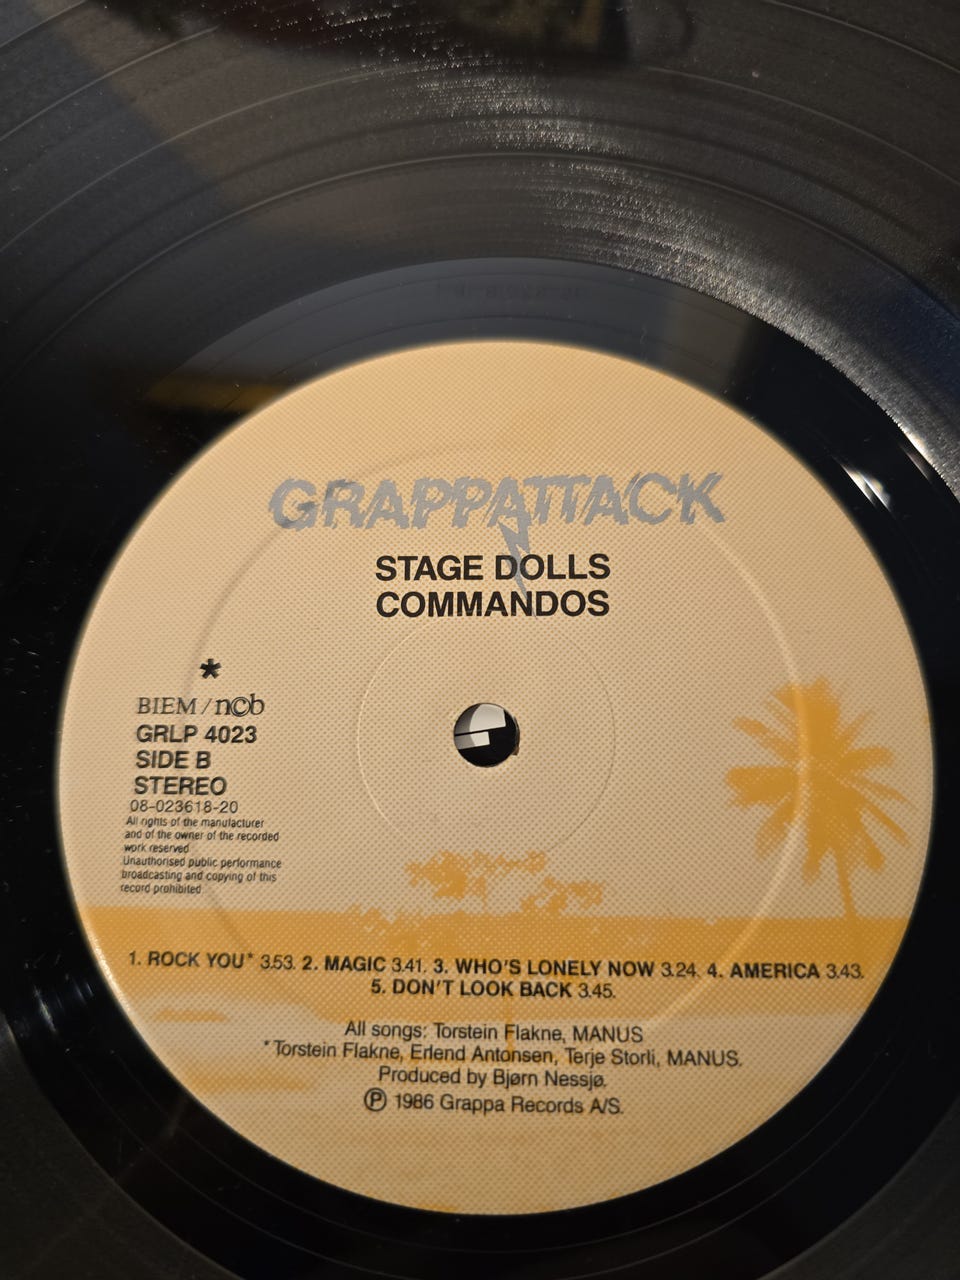 GRAPPATTACK
STAGE DOLLS
COMMANDOS
*
BIEM/n©b
GRLP 4023
SIDE B
STEREO
08-023618-20
All rights of the manufacturer
and of the owner of the recorded
work reserved
Unauthorised public performance
broadcasting and copying of this
record prohibited
1. ROCK YOU* 3.53. 2. MAGIC 3.41. 3. WHO'S LONELY NOW 3.24. 4. AMERICA 3.43.
5. DON'T LOOK BACK 3.45.
All songs: Torstein Flakne, MANUS
*Torstein Flakne, Erlend Antonsen, Terje Storli, MANUS.
Produced by Bjørn Nessjø.
Ⓟ 1986 Grappa Records A/S.